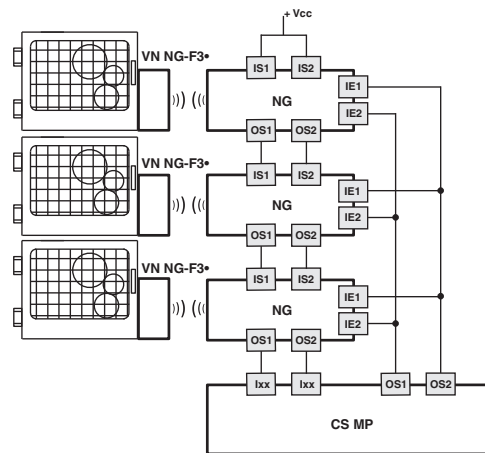 + Vcc
VN NG-F3•
IS1 IS2
IE1
NG
IE2
OS1 OS2
VN NG-F3•
IS1 IS2
IE1
NG
IE2
OS1 OS2
VN NG-F3•
IS1 IS2
IE1
NG
IE2
OS1 OS2
Ixx Ixx OS1 OS2
CS MP